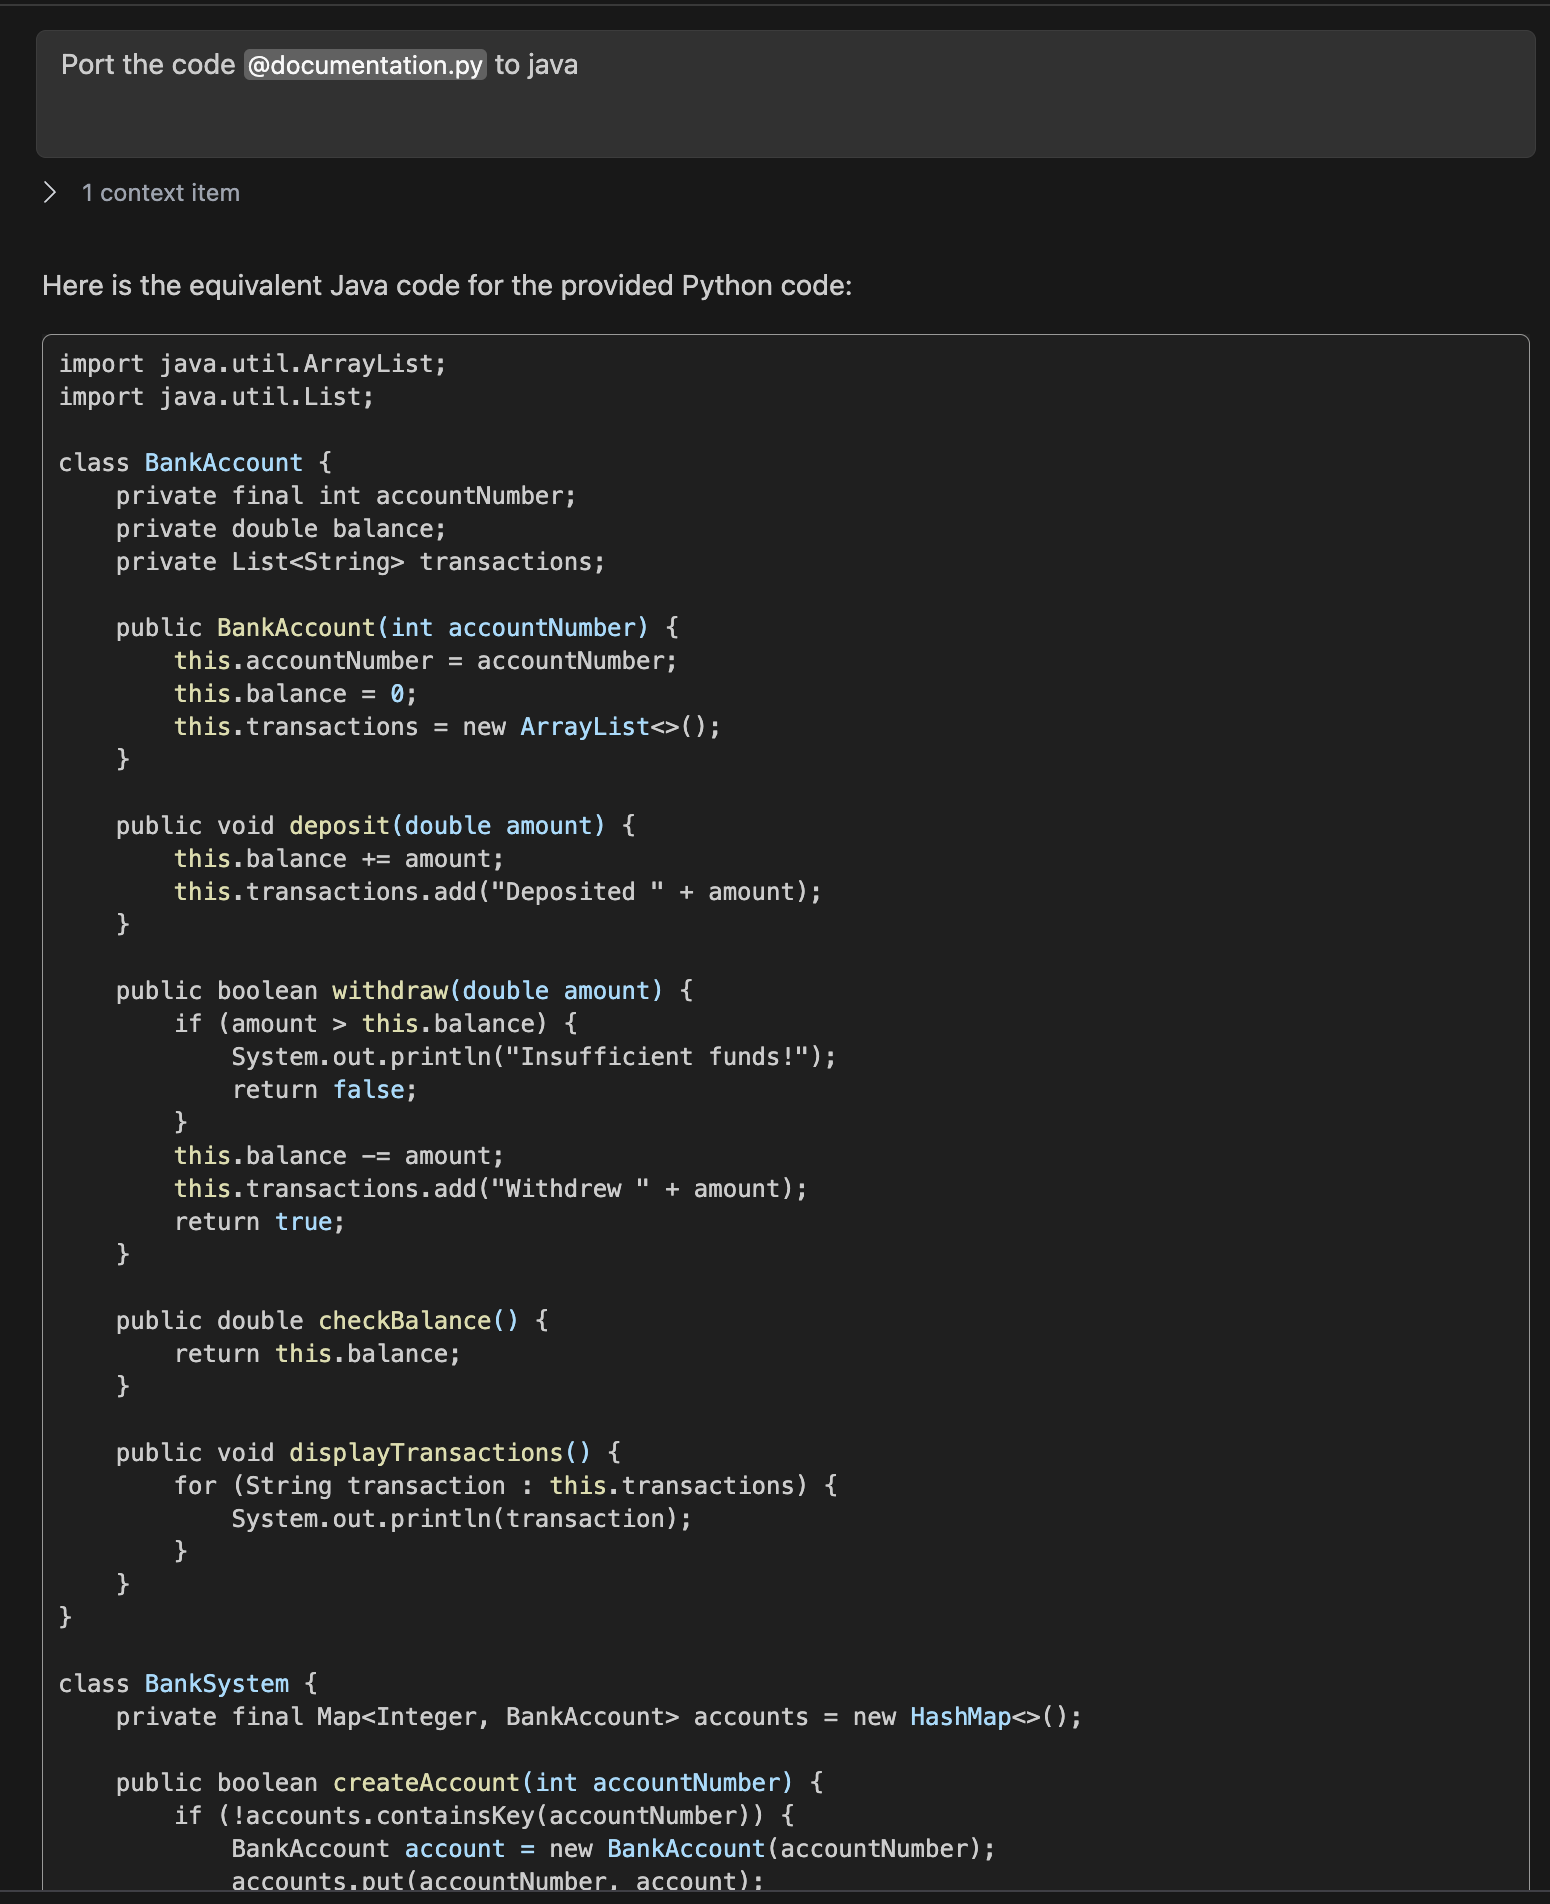 Port the code @documentation.py to java
1 context item
Here is the equivalent Java code for the provided Python code:
import java.util.ArrayList;
import java.util.List;
class BankAccount {
    private final int accountNumber;
    private double balance;
    private List<String> transactions;
    public BankAccount(int accountNumber) {
        this.accountNumber = accountNumber;
        this.balance = 0;
        this.transactions = new ArrayList<>();
    }
    public void deposit(double amount) {
        this.balance += amount;
        this.transactions.add("Deposited " + amount);
    }
    public boolean withdraw(double amount) {
        if (amount > this.balance) {
            System.out.println("Insufficient funds!");
            return false;
        }
        this.balance -= amount;
        this.transactions.add("Withdrew " + amount);
        return true;
    }
    public double checkBalance() {
        return this.balance;
    }
    public void displayTransactions() {
        for (String transaction : this.transactions) {
            System.out.println(transaction);
        }
    }
}
class BankSystem {
    private final Map<Integer, BankAccount> accounts = new HashMap<>();
    public boolean createAccount(int accountNumber) {
        if (!accounts.containsKey(accountNumber)) {
            BankAccount account = new BankAccount(accountNumber);
            accounts.put(accountNumber, account);